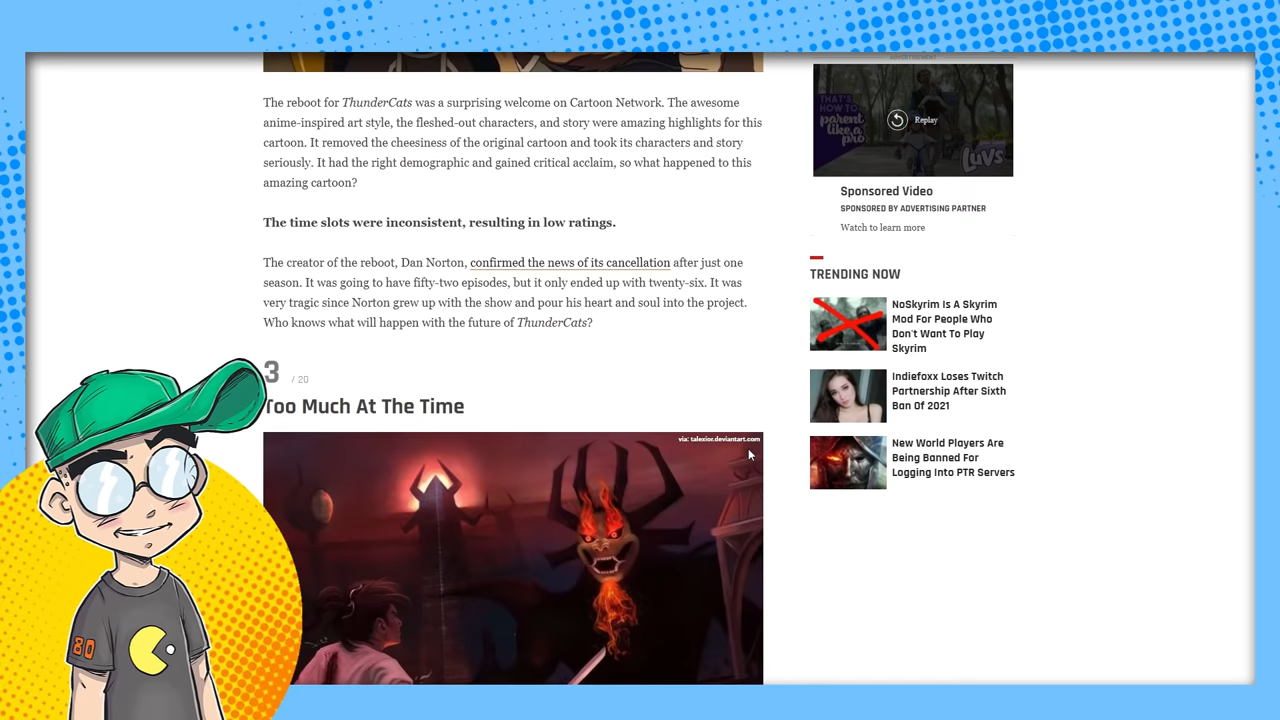 The reboot for ThunderCats was a surprising welcome on Cartoon Network. The awesome
anime-inspired art style, the fleshed-out characters, and story were amazing highlights for this
cartoon. It removed the cheesiness of the original cartoon and took its characters and story
seriously. It had the right demographic and gained critical acclaim, so what happened to this
amazing cartoon?
The time slots were inconsistent, resulting in low ratings.
The creator of the reboot, Dan Norton, confirmed the news of its cancellation after just one
season. It was going to have fifty-two episodes, but it only ended up with twenty-six. It was
very tragic since Norton grew up with the show and pour his heart and soul into the project.
Who knows what will happen with the future of ThunderCats?
3 / 20
Too Much At The Time
via: talexior.deviantart.com
80
ADVERTISEMENT
THAT'S
HOW TO
parent
like a
pro
Replay
Luvs
Sponsored Video
SPONSORED BY ADVERTISING PARTNER
Watch to learn more
TRENDING NOW
NoSkyrim Is A Skyrim
Mod For People Who
Don't Want To Play
Skyrim
Indiefoxx Loses Twitch
Partnership After Sixth
Ban Of 2021
New World Players Are
Being Banned For
Logging Into PTR Servers